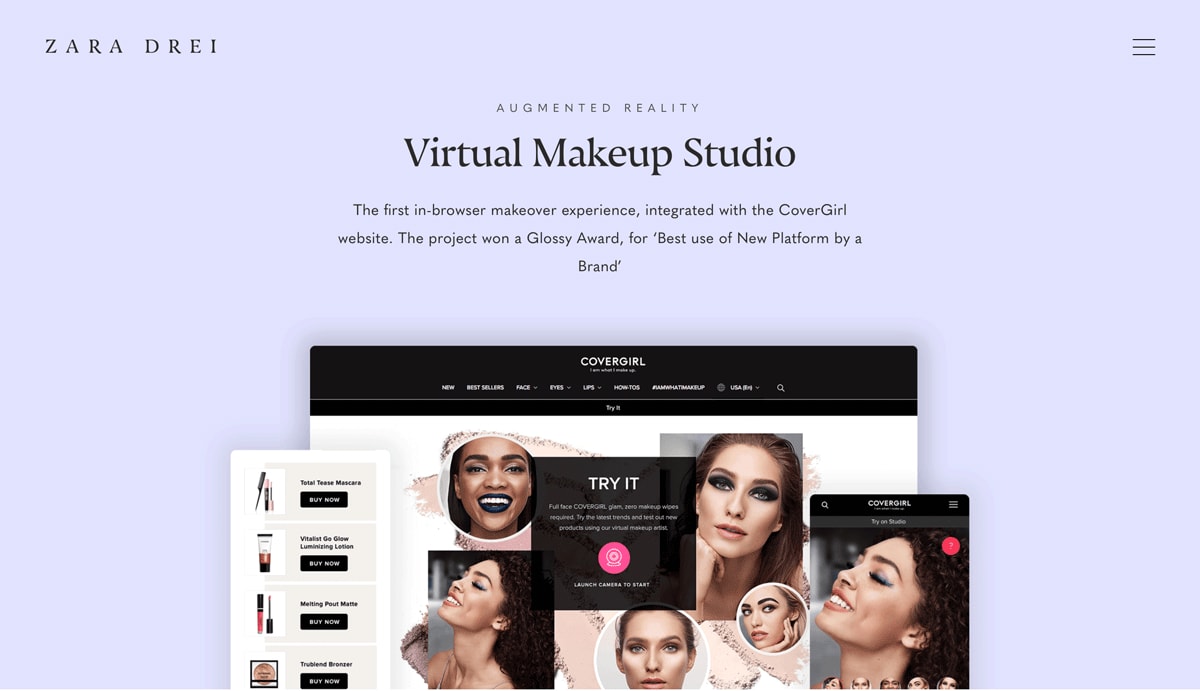 ZARA DREI
AUGMENTED REALITY
Virtual Makeup Studio
The first in-browser makeover experience, integrated with the CoverGirl
website. The project won a Glossy Award, for ‘Best use of New Platform by a
Brand’
COVERGIRL
I am what I make up.
NEW BEST SELLERS FACE EYES LIPS HOW-TOS #IAMWHATIMAKEUP USA (En)
Try It
TRY IT
Full face COVERGIRL glam, zero makeup wipes
required. Try the latest trends and test out new
products using our virtual makeup artist.
LAUNCH CAMERA TO START
Total Tease Mascara
BUY NOW
Vitalist Go Glow
Luminizing Lotion
BUY NOW
Melting Pout Matte
BUY NOW
Trublend Bronzer
BUY NOW
COVERGIRL
I am what I make up.
Try on Studio
?